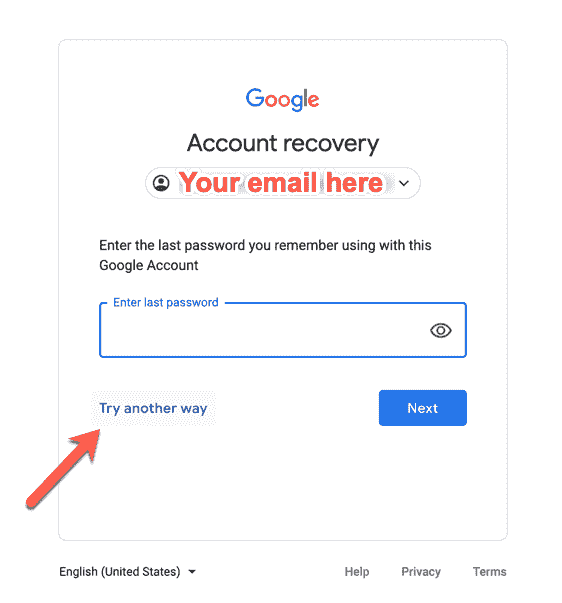 Google
Account recovery
Your email here
Enter the last password you remember using with this
Google Account
Enter last password
Try another way
Next
English (United States)
Help
Privacy
Terms